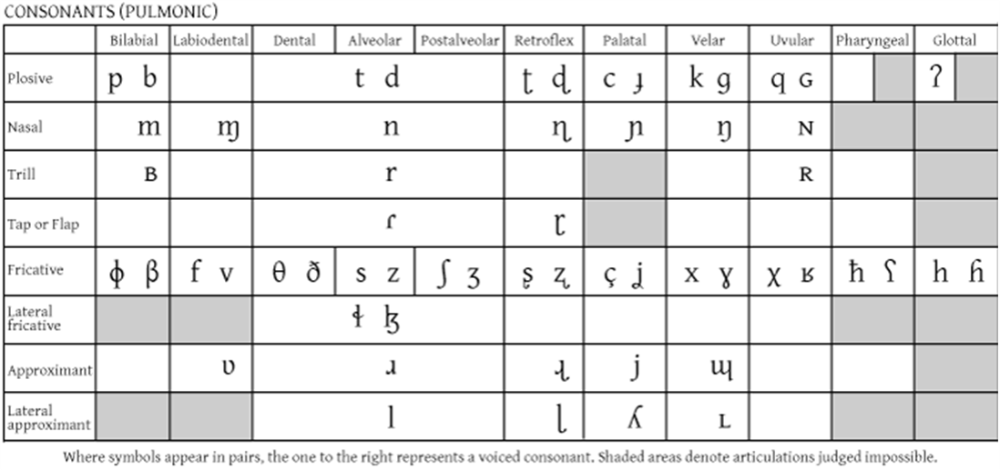 CONSONANTS (PULMONIC)
Bilabial Labiodental Dental Alveolar Postalveolar Retroflex Palatal Velar Uvular Pharyngeal Glottal
Plosive p b t d ʈ ɖ c ɟ k ɡ q ɢ ʔ
Nasal m ɱ n ɳ ɲ ŋ ɴ
Trill ʙ r ʀ
Tap or Flap ɾ ɽ
Fricative ɸ β f v θ ð s z ʃ ʒ ʂ ʐ ç ʝ x ɣ χ ʁ ħ ʕ h ɦ
Lateral
fricative ɬ ɮ
Approximant ʋ ɹ ɻ j ɰ
Lateral
approximant l ɭ ʎ ʟ
Where symbols appear in pairs, the one to the right represents a voiced consonant. Shaded areas denote articulations judged impossible.